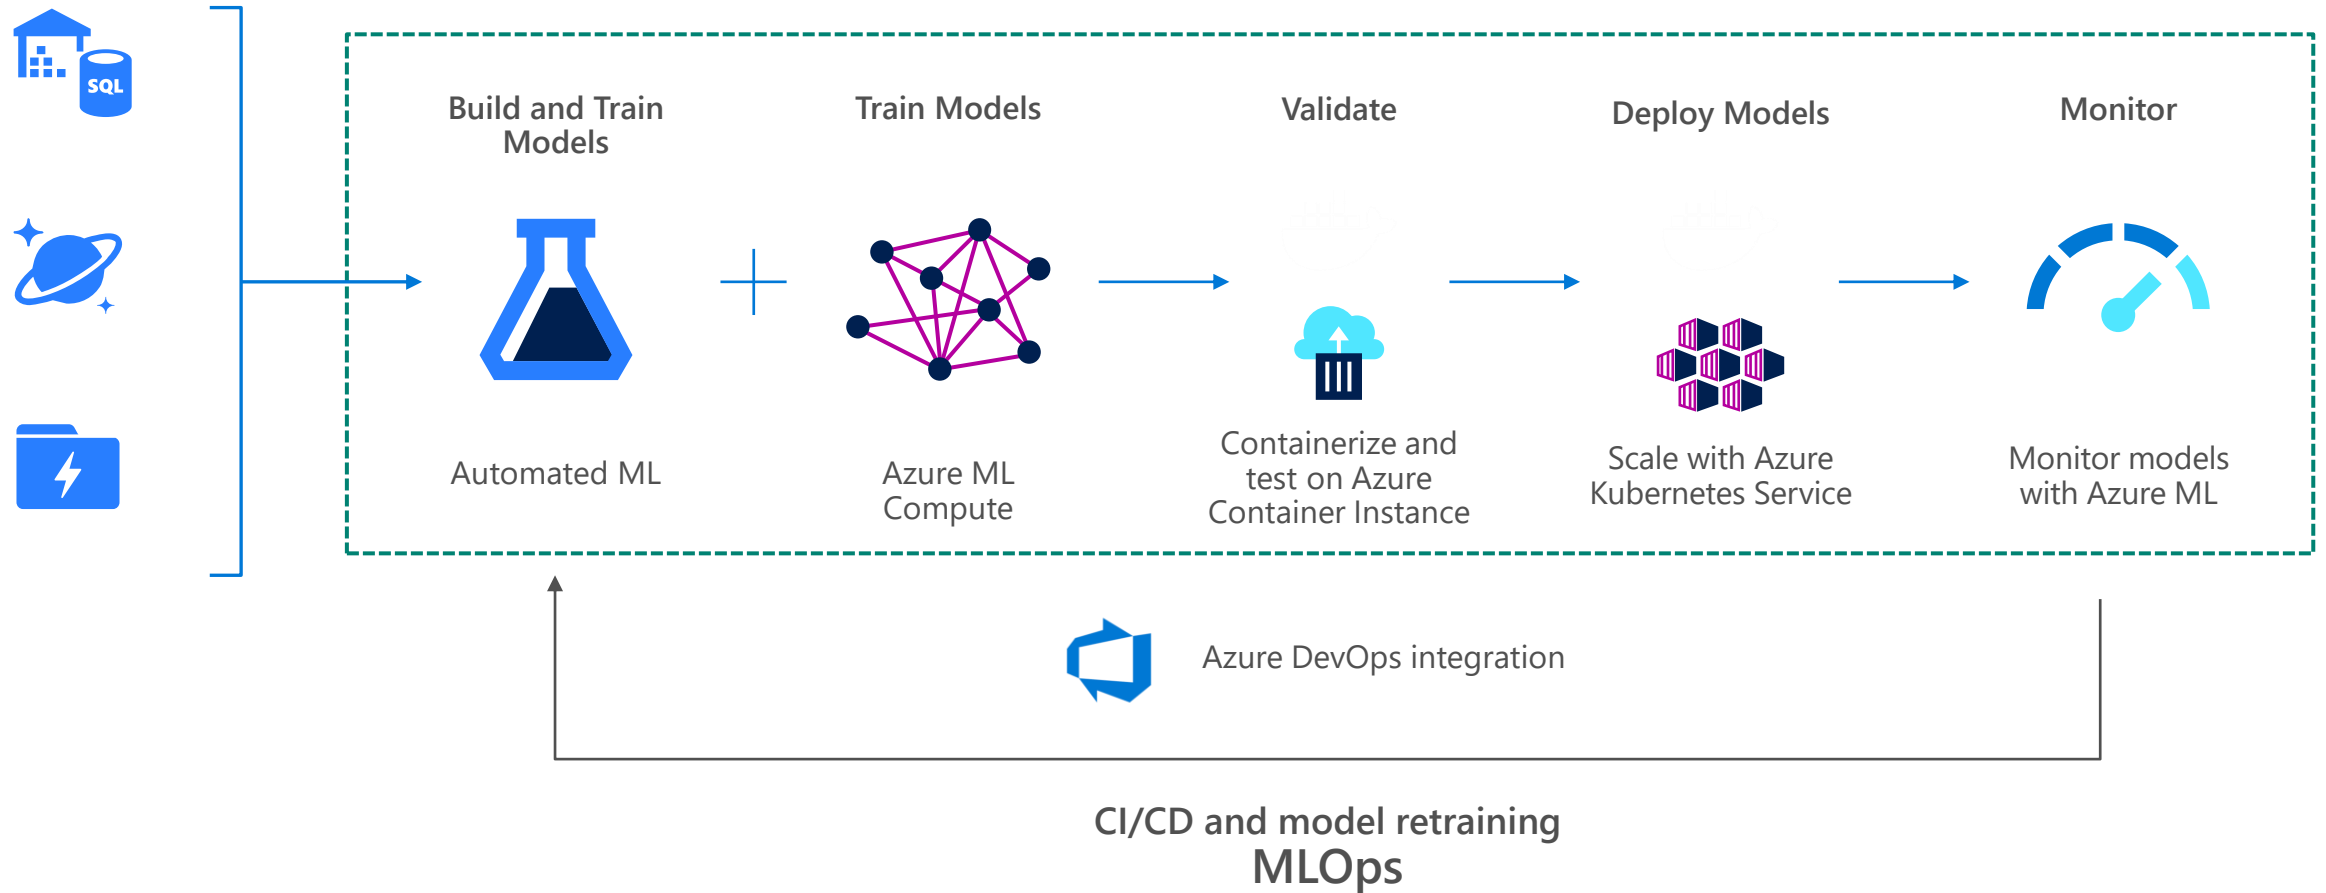 SQL
Build and Train
Models
Train Models
Validate
Deploy Models
Monitor
Automated ML
Azure ML
Compute
Containerize and
test on Azure
Container Instance
Scale with Azure
Kubernetes Service
Monitor models
with Azure ML
Azure DevOps integration
CI/CD and model retraining
MLOps